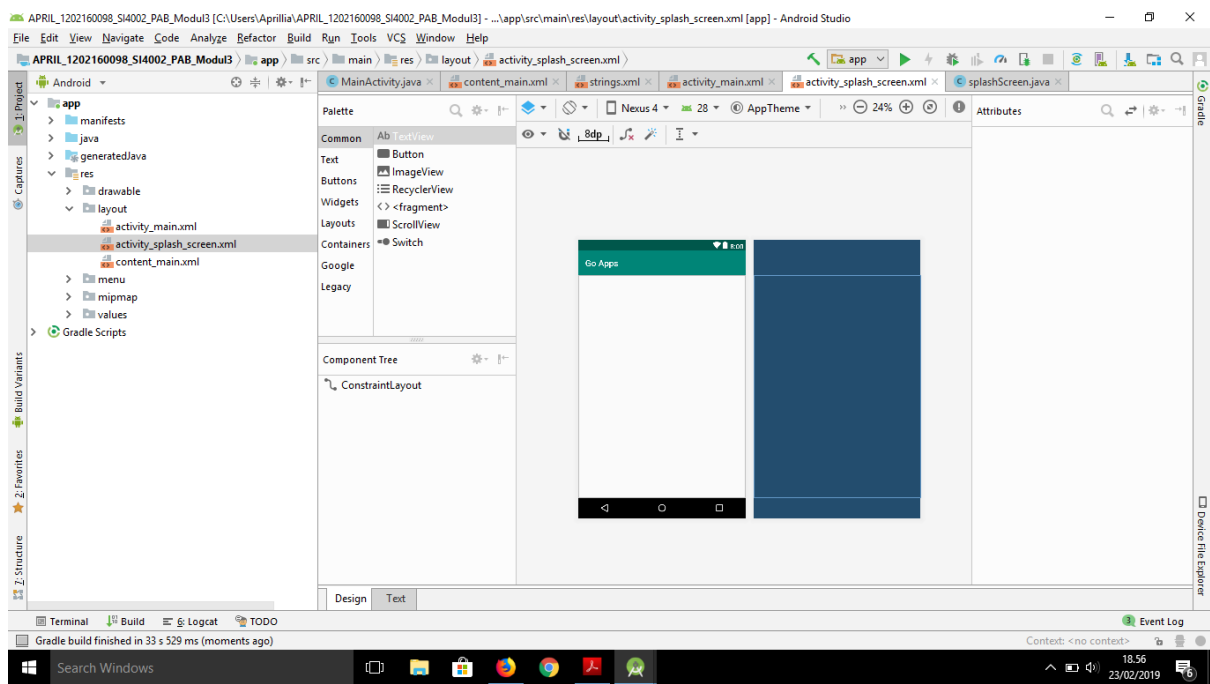 APRIL_1202160098_SI4002_PAB_Modul3 [C:\Users\Aprillia\APRIL_1202160098_SI4002_PAB_Modul3] - ...\app\src\main\res\layout\activity_splash_screen.xml [app] - Android Studio
File Edit View Navigate Code Analyze Refactor Build Run Tools VCS Window Help
APRIL_1202160098_SI4002_PAB_Modul3 app src main res layout activity_splash_screen.xml app
Android MainActivity.java content_main.xml strings.xml activity_main.xml activity_splash_screen.xml splashScreen.java
1: Project
Captures
Build Variants
2: Favorites
7: Structure
app
manifests
java
generatedJava
res
drawable
layout
activity_main.xml
activity_splash_screen.xml
content_main.xml
menu
mipmap
values
Gradle Scripts
Palette
Common
Text
Buttons
Widgets
Layouts
Containers
Google
Legacy
Ab TextView
Button
ImageView
RecyclerView
<fragment>
ScrollView
Switch
Component Tree
ConstraintLayout
Nexus 4 28 AppTheme 24%
8dp
8:00
Go Apps
Attributes
Gradle
Device File Explorer
Design Text
Terminal Build 6: Logcat TODO 3 Event Log
Gradle build finished in 33 s 529 ms (moments ago) Context: <no context>
Search Windows
18.56
23/02/2019
6